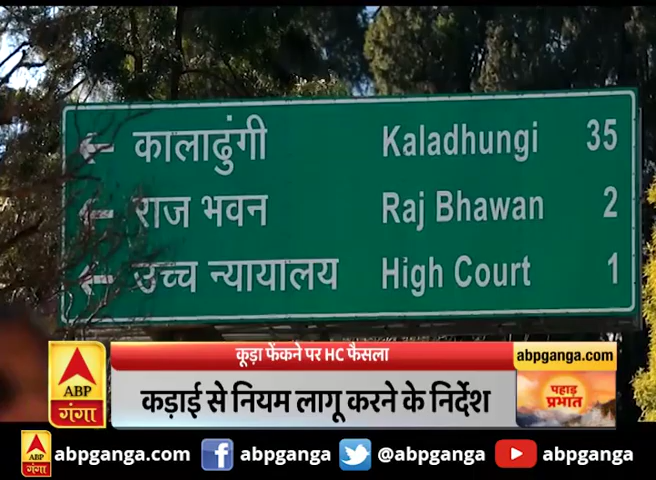 ← कालाढुंगी Kaladhungi 35
← राज भवन Raj Bhawan 2
← उच्च न्यायालय High Court 1
कूड़ा फेंकने पर HC फैसला
abpganga.com
ABP
गंगा
कड़ाई से नियम लागू करने के निर्देश
पहाड़
प्रभात
ABP
गंगा
abpganga.com abpganga @abpganga abpganga